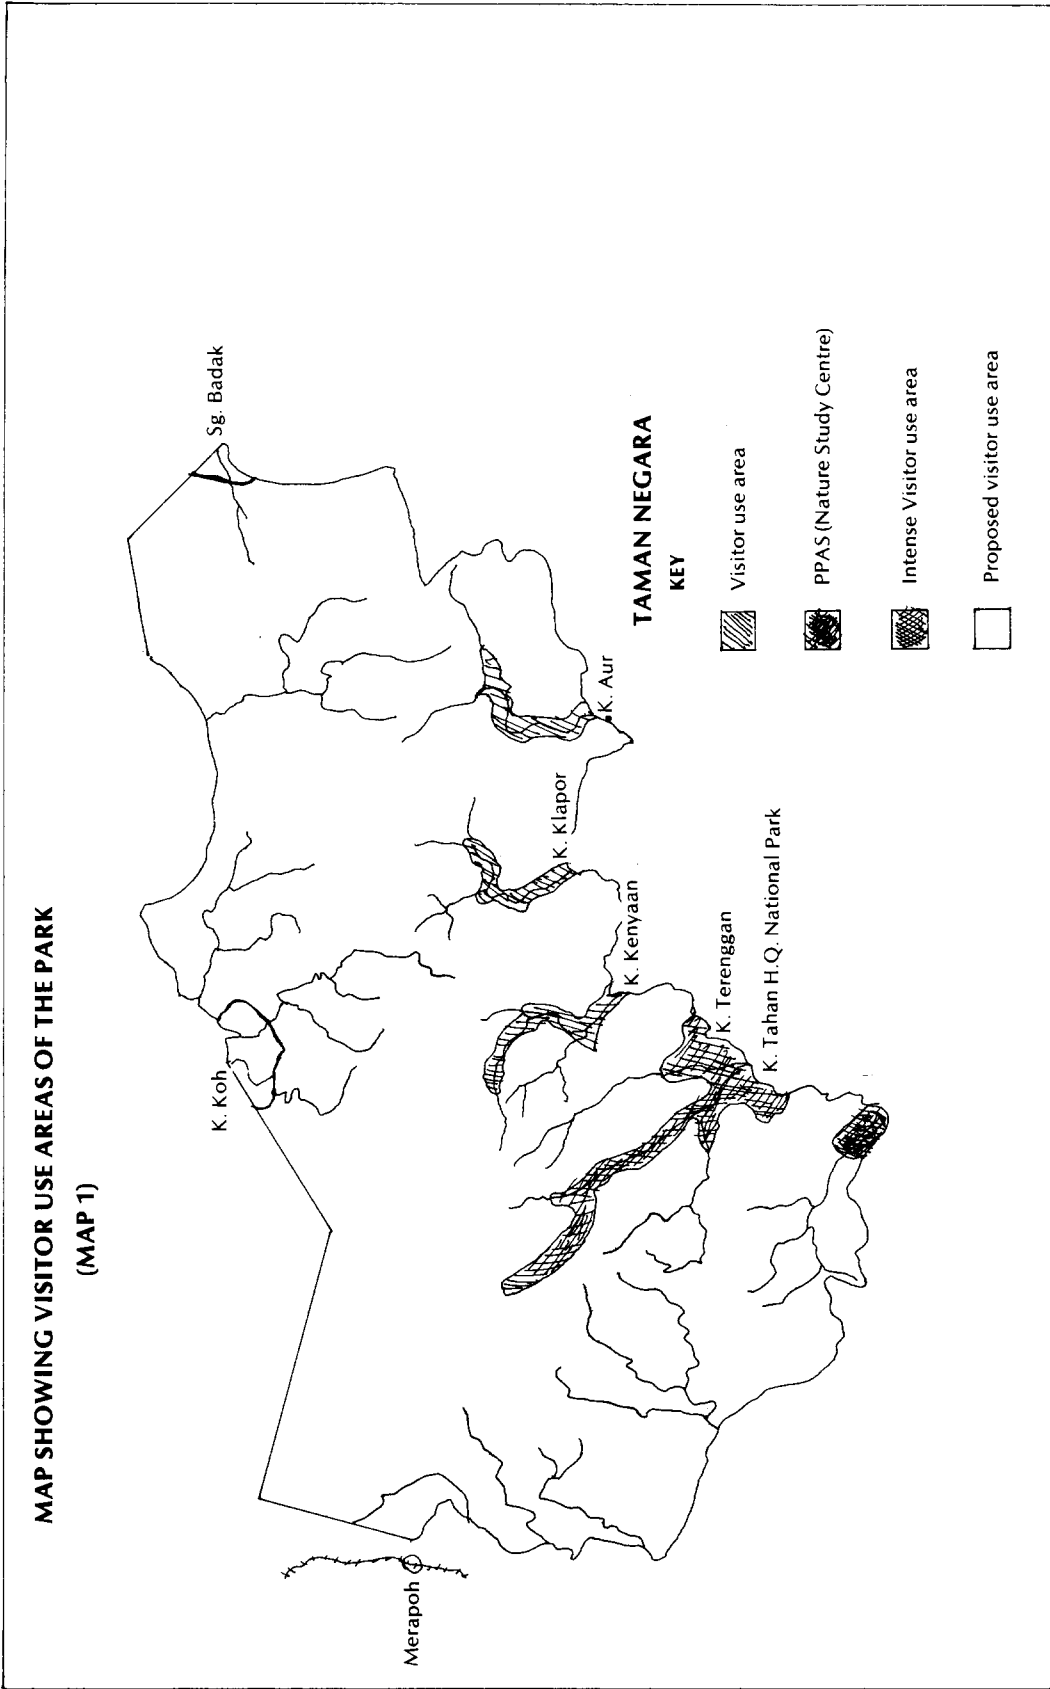 MAP SHOWING VISITOR USE AREAS OF THE PARK
(MAP 1)
Merapoh
K. Koh
Sg. Badak
K. Aur
K. Klapor
K. Kenyaan
K. Terenggan
K. Tahan H.Q. National Park
TAMAN NEGARA
KEY
Visitor use area
PPAS (Nature Study Centre)
Intense Visitor use area
Proposed visitor use area